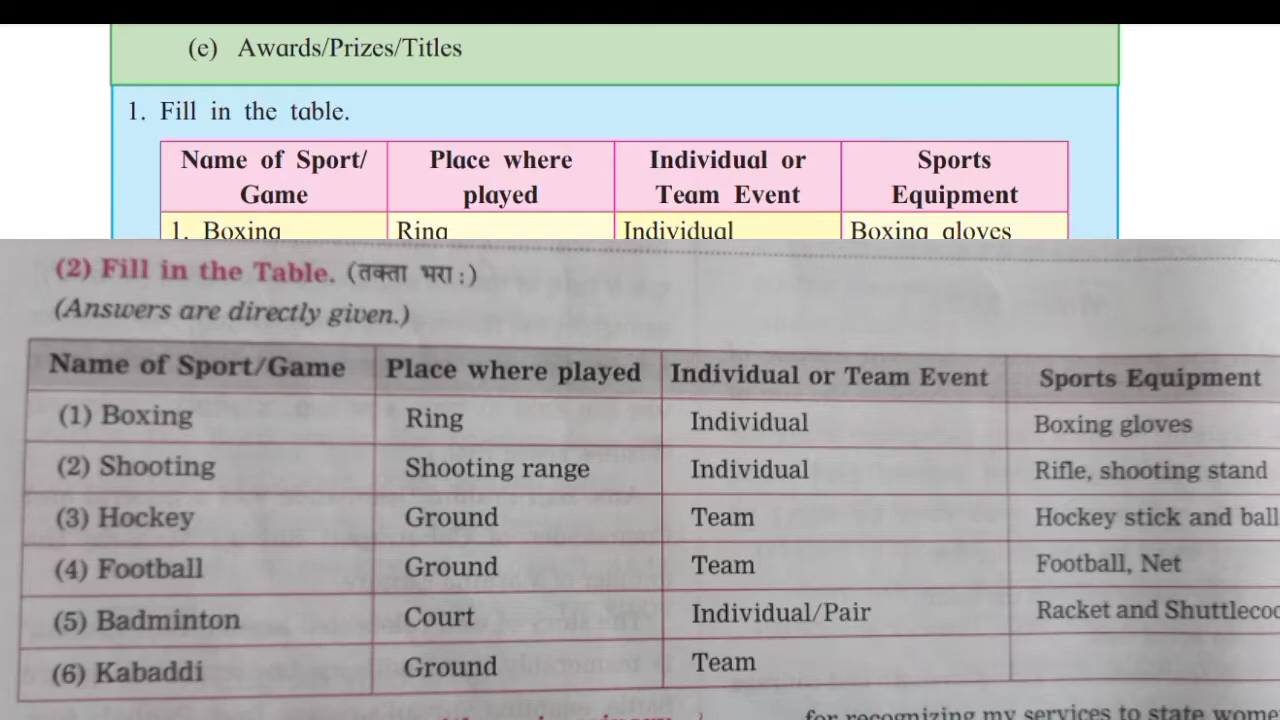 (e) Awards/Prizes/Titles
1. Fill in the table.
Name of Sport/ Game | Place where played | Individual or Team Event | Sports Equipment
1. Boxing | Ring | Individual | Boxing gloves
(2) Fill in the Table. (तक्ता भरा :)
(Answers are directly given.)
Name of Sport/Game | Place where played | Individual or Team Event | Sports Equipment
(1) Boxing | Ring | Individual | Boxing gloves
(2) Shooting | Shooting range | Individual | Rifle, shooting stand
(3) Hockey | Ground | Team | Hockey stick and ball
(4) Football | Ground | Team | Football, Net
(5) Badminton | Court | Individual/Pair | Racket and
(6) Kabaddi | Ground | Team
for recognizing my services to state